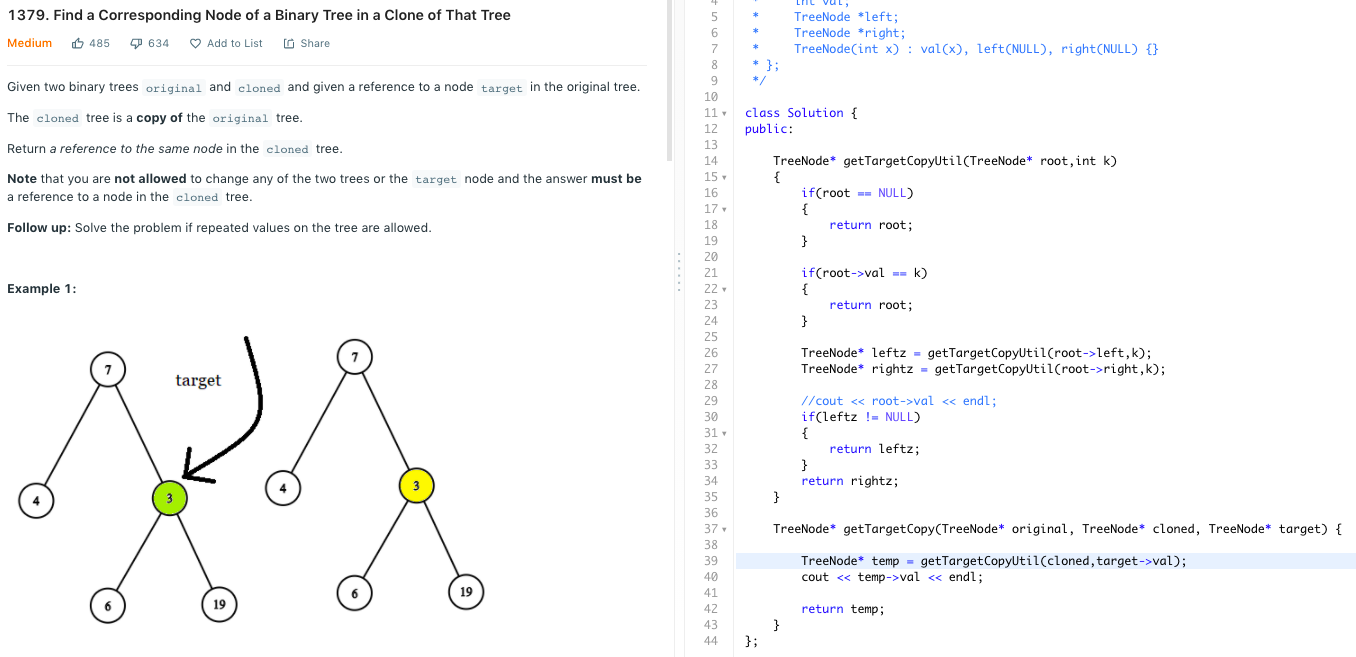 1379. Find a Corresponding Node of a Binary Tree in a Clone of That Tree
Medium 485 634 Add to List Share
Given two binary trees original and cloned and given a reference to a node target in the original tree.
The cloned tree is a copy of the original tree.
Return a reference to the same node in the cloned tree.
Note that you are not allowed to change any of the two trees or the target node and the answer must be
a reference to a node in the cloned tree.
Follow up: Solve the problem if repeated values on the tree are allowed.
Example 1:
7
target
7
4
3
4
3
6
19
6
19
4 * int val;
5 * TreeNode *left;
6 * TreeNode *right;
7 * TreeNode(int x) : val(x), left(NULL), right(NULL) {}
8 * };
9 */
10
11 class Solution {
12 public:
13
14 TreeNode* getTargetCopyUtil(TreeNode* root,int k)
15 {
16 if(root == NULL)
17 {
18 return root;
19 }
20
21 if(root->val == k)
22 {
23 return root;
24 }
25
26 TreeNode* leftz = getTargetCopyUtil(root->left,k);
27 TreeNode* rightz = getTargetCopyUtil(root->right,k);
28
29 //cout << root->val << endl;
30 if(leftz != NULL)
31 {
32 return leftz;
33 }
34 return rightz;
35 }
36
37 TreeNode* getTargetCopy(TreeNode* original, TreeNode* cloned, TreeNode* target) {
38
39 TreeNode* temp = getTargetCopyUtil(cloned,target->val);
40 cout << temp->val << endl;
41
42 return temp;
43 }
44 };